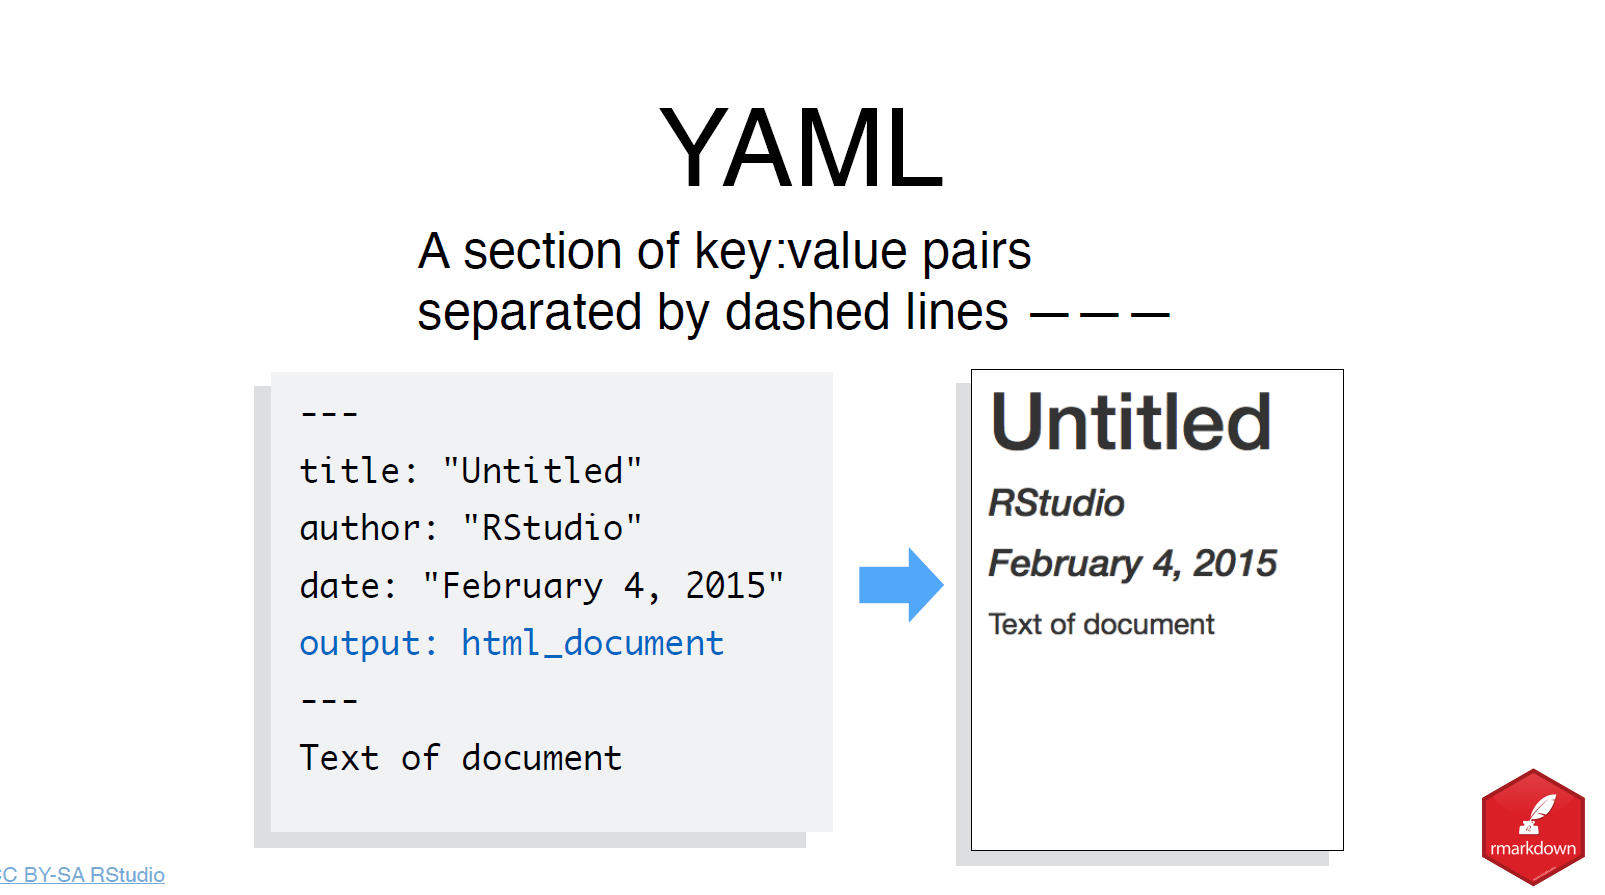 YAML
A section of key:value pairs
separated by dashed lines — — —
---
title: "Untitled"
author: "RStudio"
date: "February 4, 2015"
output: html_document
---
Text of document
Untitled
RStudio
February 4, 2015
Text of document
rmarkdown
CC BY-SA RStudio